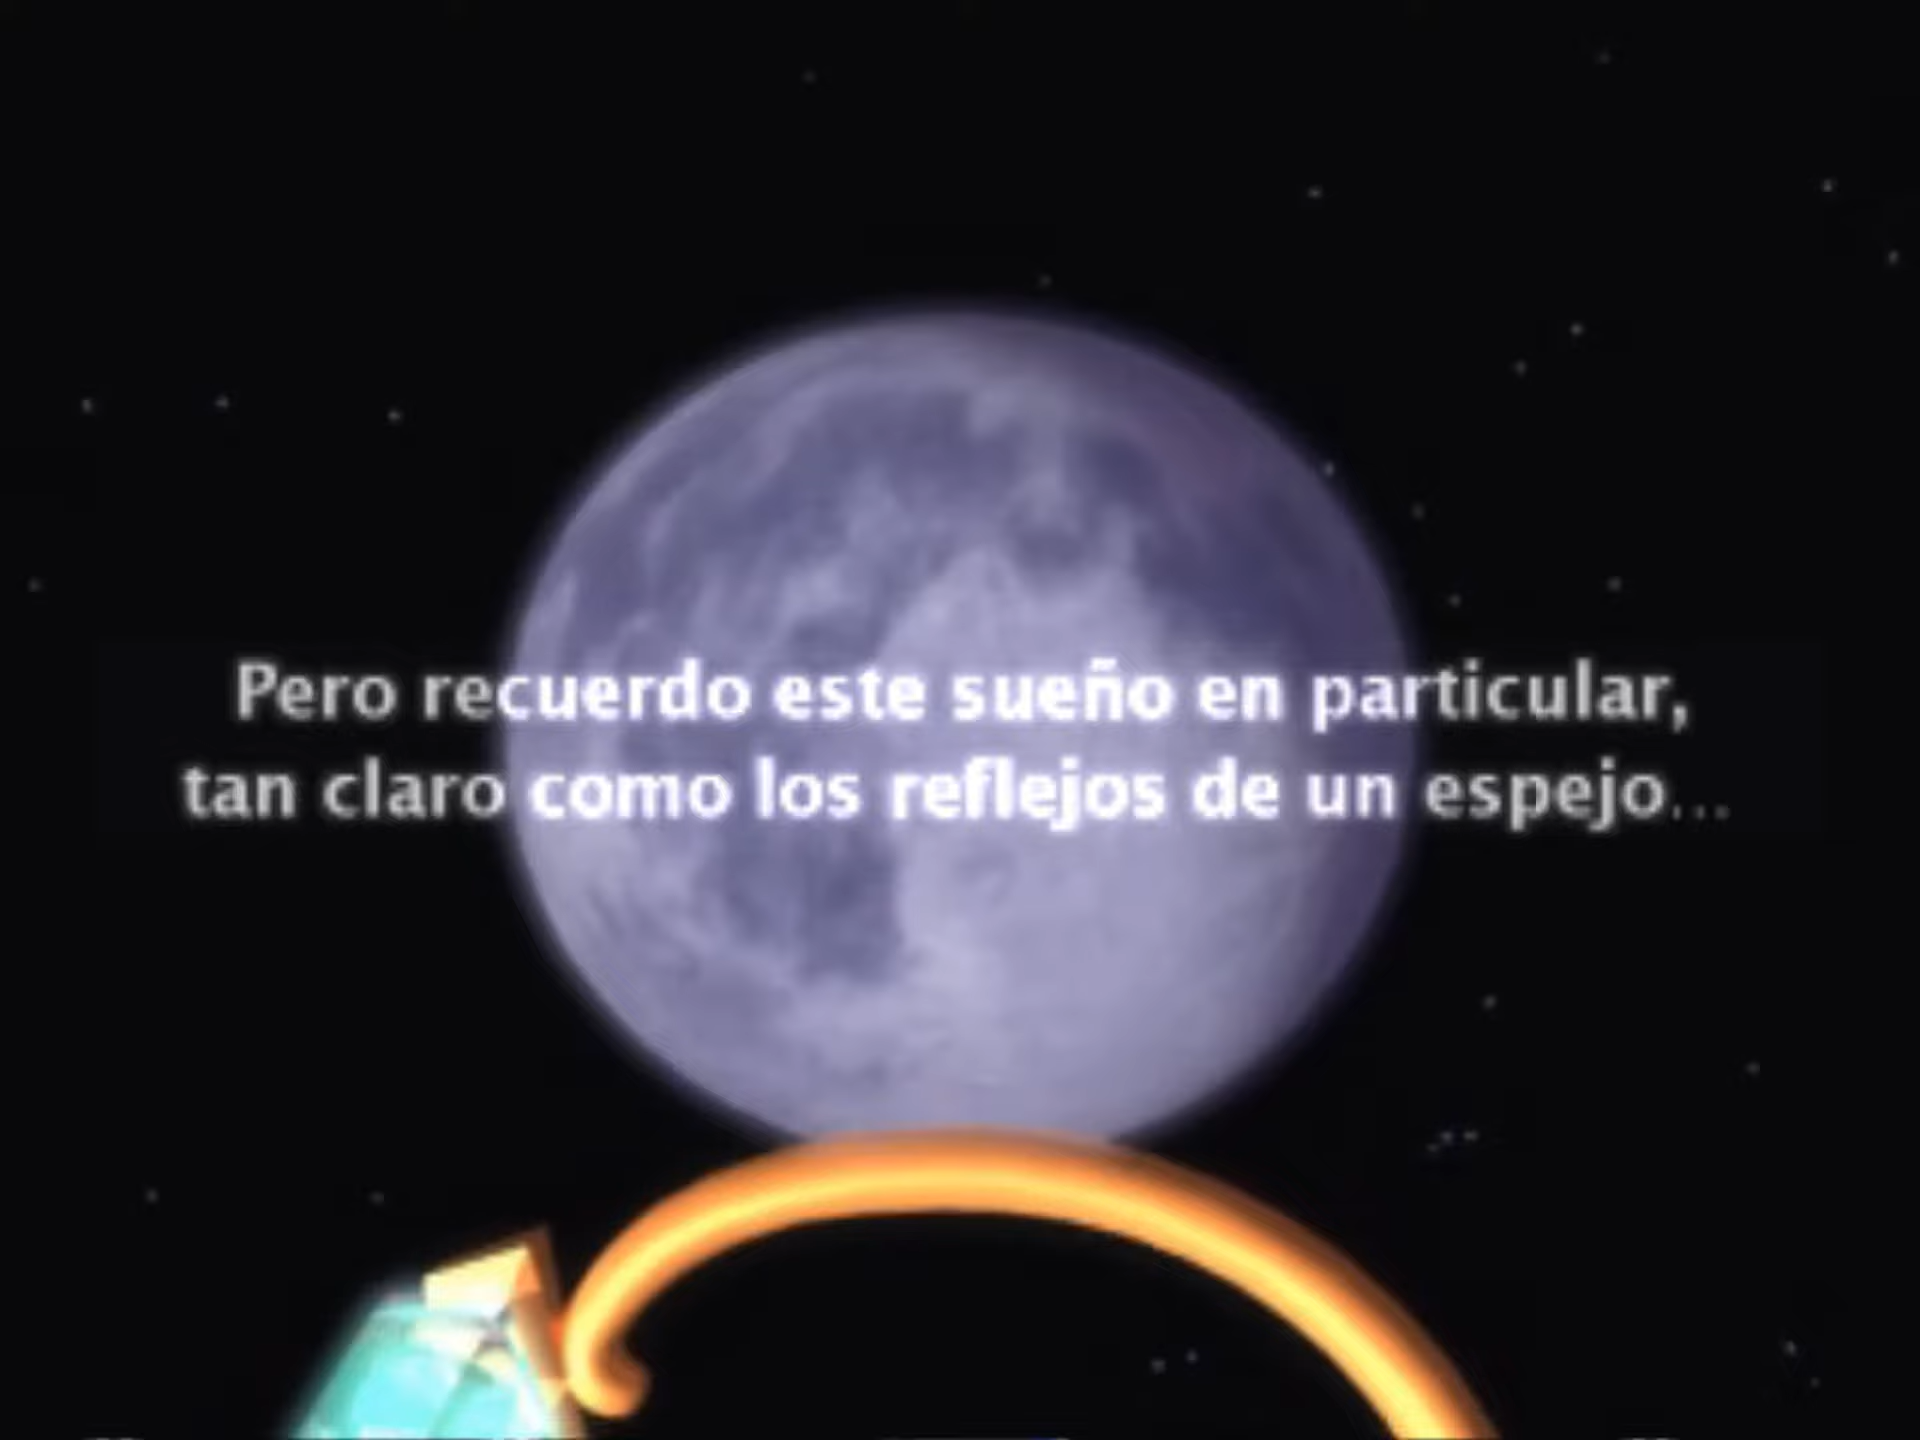 Pero recuerdo este sueño en particular,
tan claro como los reflejos de un espejo...